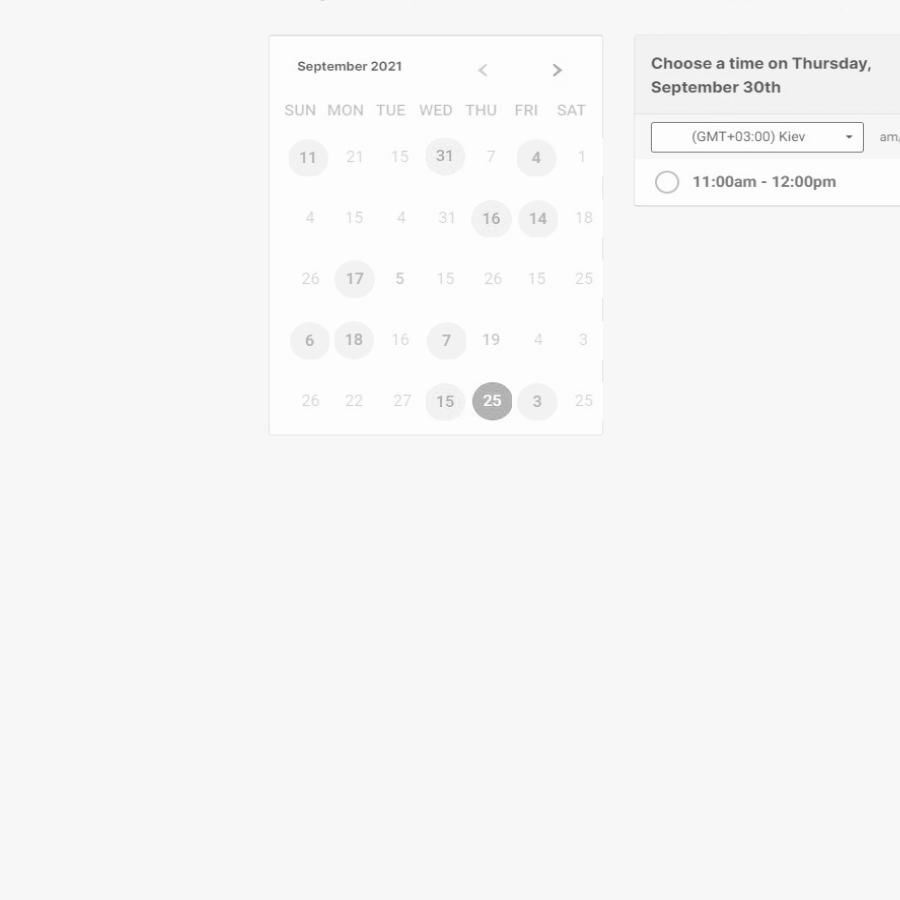 September 2021
SUN MON TUE WED THU FRI SAT
11 21 15 31 7 4 1
4 15 4 31 16 14 18
26 17 5 15 26 15 25
6 18 16 7 19 4 3
26 22 27 15 25 3 25
Choose a time on Thursday,
September 30th
(GMT+03:00) Kiev am/
11:00am - 12:00pm